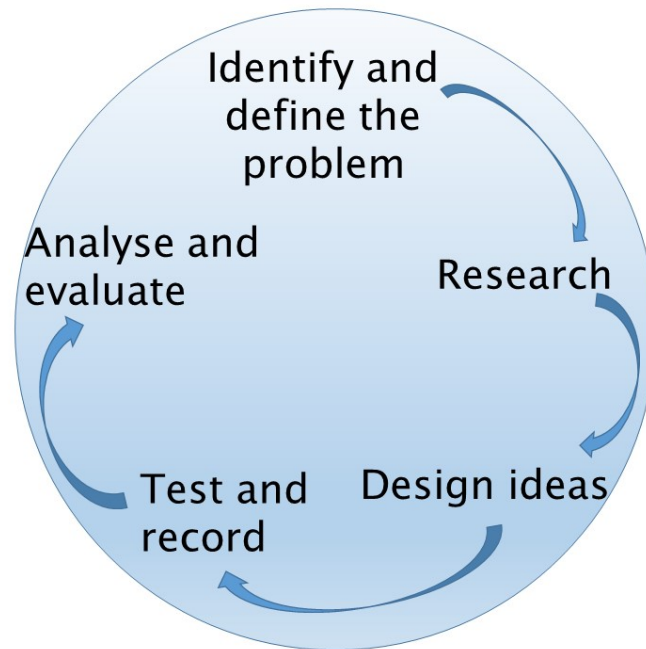 Identify and
define the
problem
Research
Design ideas
Test and
record
Analyse and
evaluate